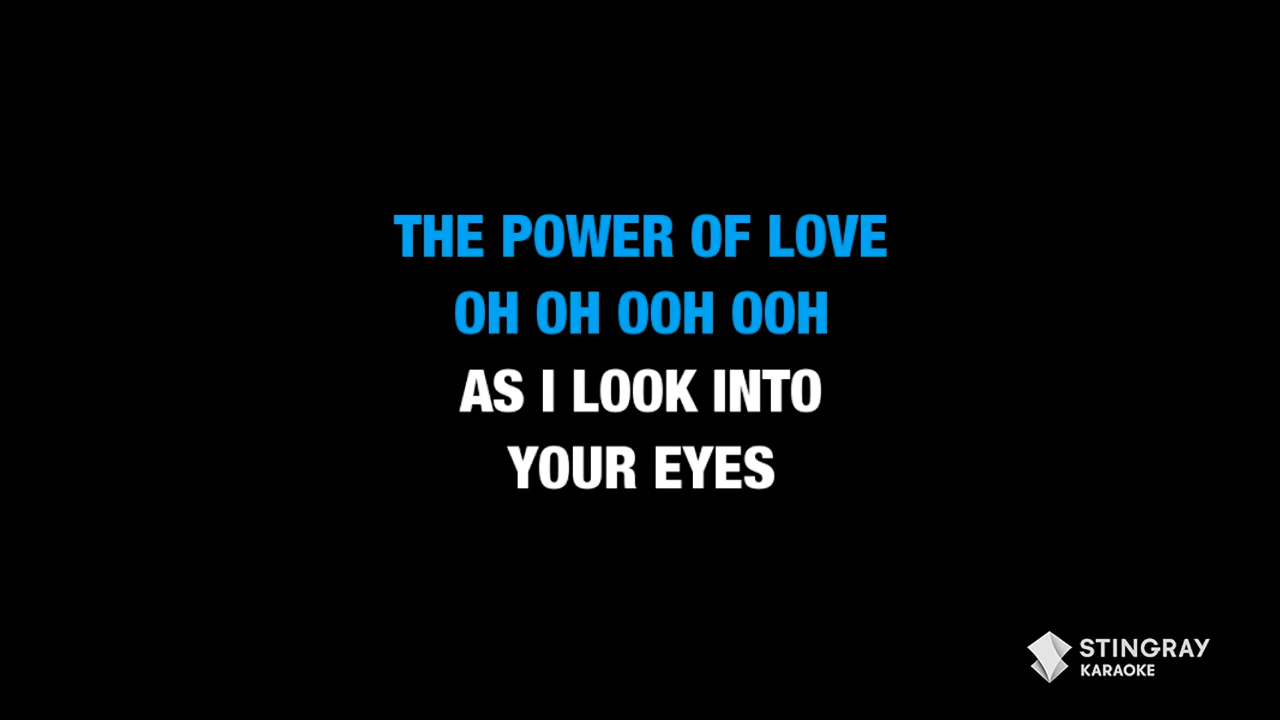 THE POWER OF LOVE
OH OH OOH OOH
AS I LOOK INTO
YOUR EYES
STINGRAY
KARAOKE